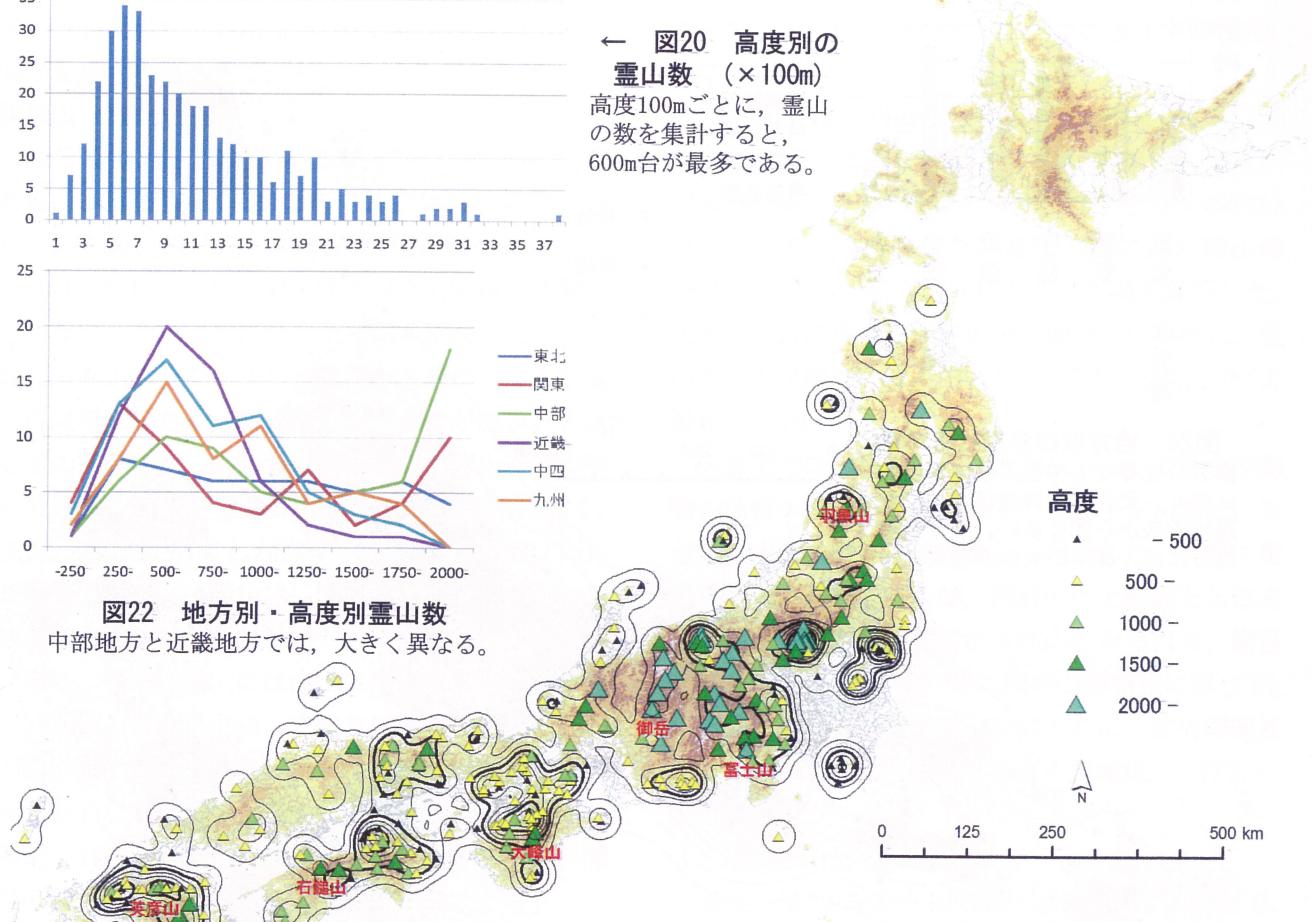 35
30
25
20
15
10
5
0
1 3 5 7 9 11 13 15 17 19 21 23 25 27 29 31 33 35 37
← 図20 高度別の
霊山数 (×100m)
高度100mごとに,霊山
の数を集計すると,
600m台が最多である。
25
20
15
10
5
0
-250 250- 500- 750- 1000- 1250- 1500- 1750- 2000-
東北
関東
中部
近畿
中四
九州
図22 地方別・高度別霊山数
中部地方と近畿地方では,大きく異なる。
羽黒山
御岳
富士山
大峰山
石鎚山
英彦山
高度
-500
500-
1000-
1500-
2000-
N
0 125 250 500 km